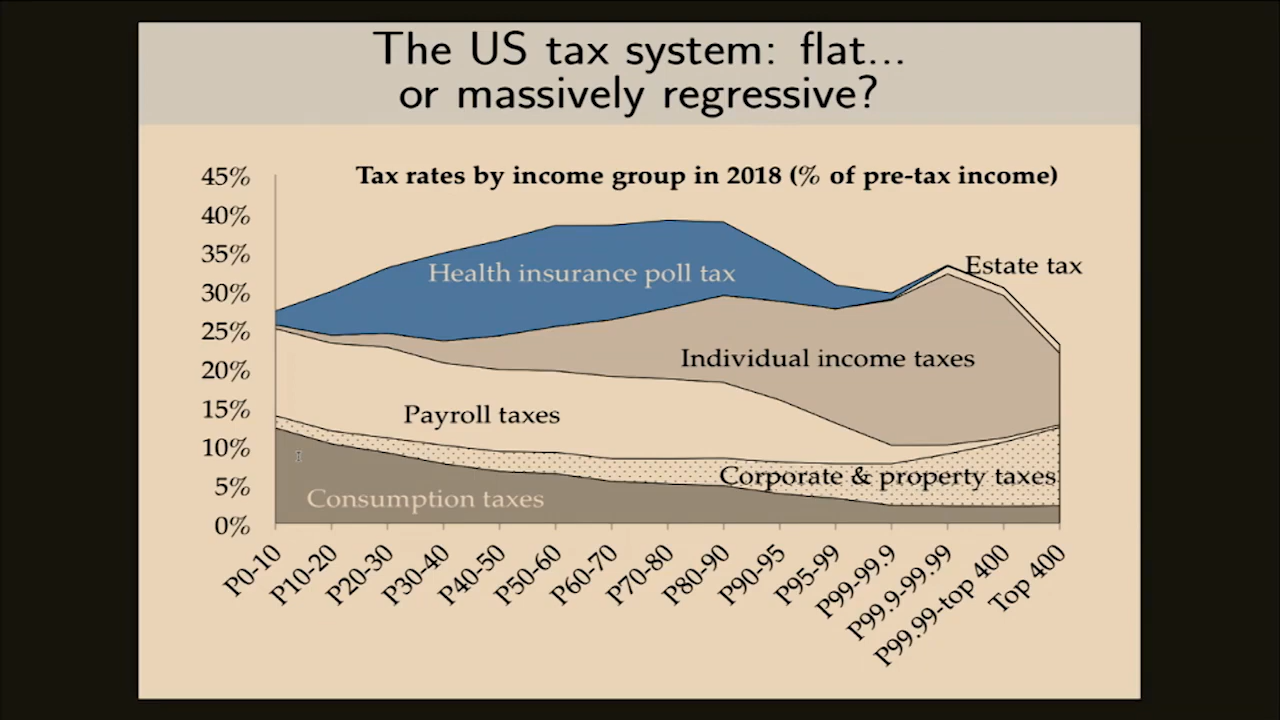 The US tax system: flat...
or massively regressive?
Tax rates by income group in 2018 (% of pre-tax income)
45%
40%
35%
30%
25%
20%
15%
10%
5%
0%
Health insurance poll tax
Estate tax
Individual income taxes
Payroll taxes
Corporate & property taxes
Consumption taxes
P0-10
P10-20
P20-30
P30-40
P40-50
P50-60
P60-70
P70-80
P80-90
P90-95
P95-99
P99-99.9
P99.9-99.99
P99.99-top 400
Top 400